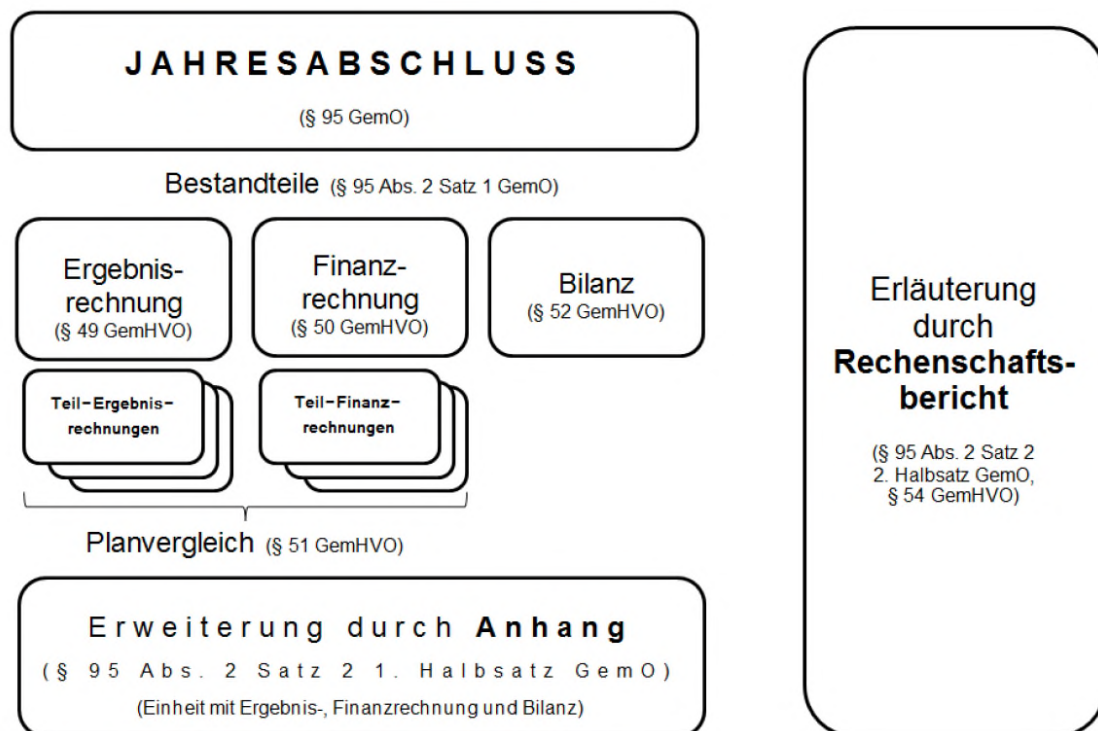 JAHRESABSCHLUSS
(§ 95 GemO)
Bestandteile (§ 95 Abs. 2 Satz 1 GemO)
Ergebnis-
rechnung
(§ 49 GemHVO)
Finanz-
rechnung
(§ 50 GemHVO)
Bilanz
(§ 52 GemHVO)
Teil-Ergebnis-
rechnungen
Teil-Finanz-
rechnungen
Planvergleich (§ 51 GemHVO)
Erweiterung durch Anhang
(§ 95 Abs. 2 Satz 2 1. Halbsatz GemO)
(Einheit mit Ergebnis-, Finanzrechnung und Bilanz)
Erläuterung
durch
Rechenschafts-
bericht
(§ 95 Abs. 2 Satz 2
2. Halbsatz GemO,
§ 54 GemHVO)